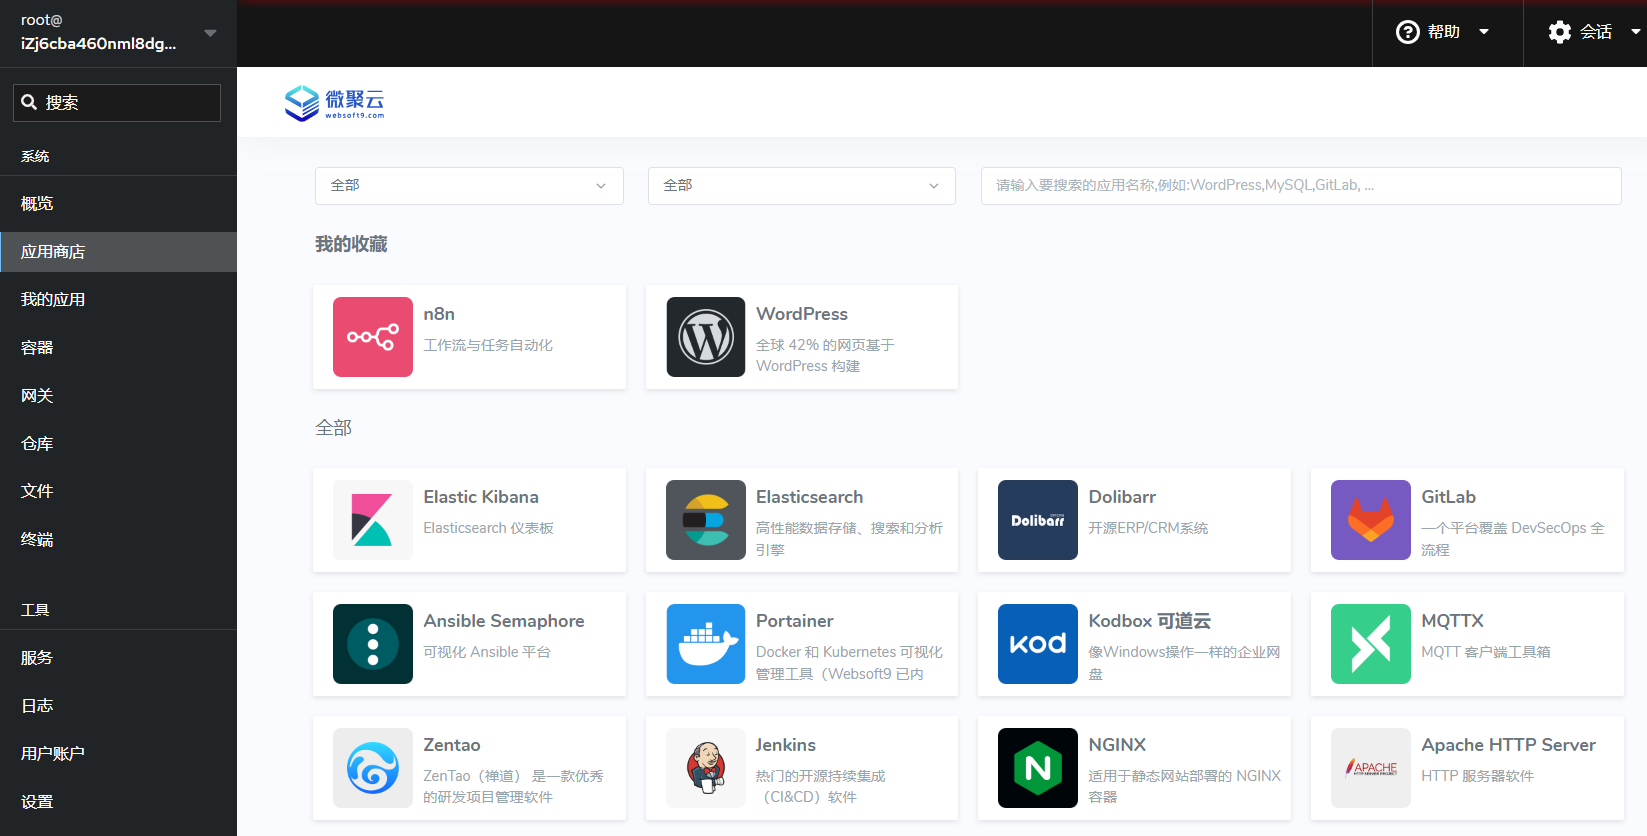 root@
iZj6cba460nml8dg...
帮助
会话
搜索
系统
概览
应用商店
我的应用
容器
网关
仓库
文件
终端
工具
服务
日志
用户账户
设置
微聚云
websoft9.com
全部
全部
请输入要搜索的应用名称,例如:WordPress,MySQL,GitLab, ...
我的收藏
n8n
工作流与任务自动化
WordPress
全球 42% 的网页基于
WordPress 构建
全部
Elastic Kibana
Elasticsearch 仪表板
Elasticsearch
高性能数据存储、搜索和分析
引擎
Dolibarr
Dolibarr
开源ERP/CRM系统
GitLab
一个平台覆盖 DevSecOps 全
流程
Ansible Semaphore
可视化 Ansible 平台
Portainer
Docker 和 Kubernetes 可视化
管理工具（Websoft9 已内
kod
Kodbox 可道云
像Windows操作一样的企业网
盘
MQTTX
MQTT 客户端工具箱
Zentao
ZenTao（禅道） 是一款优秀
的研发项目管理软件
Jenkins
热门的开源持续集成
（CI&CD）软件
N
NGINX
适用于静态网站部署的 NGINX
容器
APACHE
HTTP SERVER PROJECT
Apache HTTP Server
HTTP 服务器软件